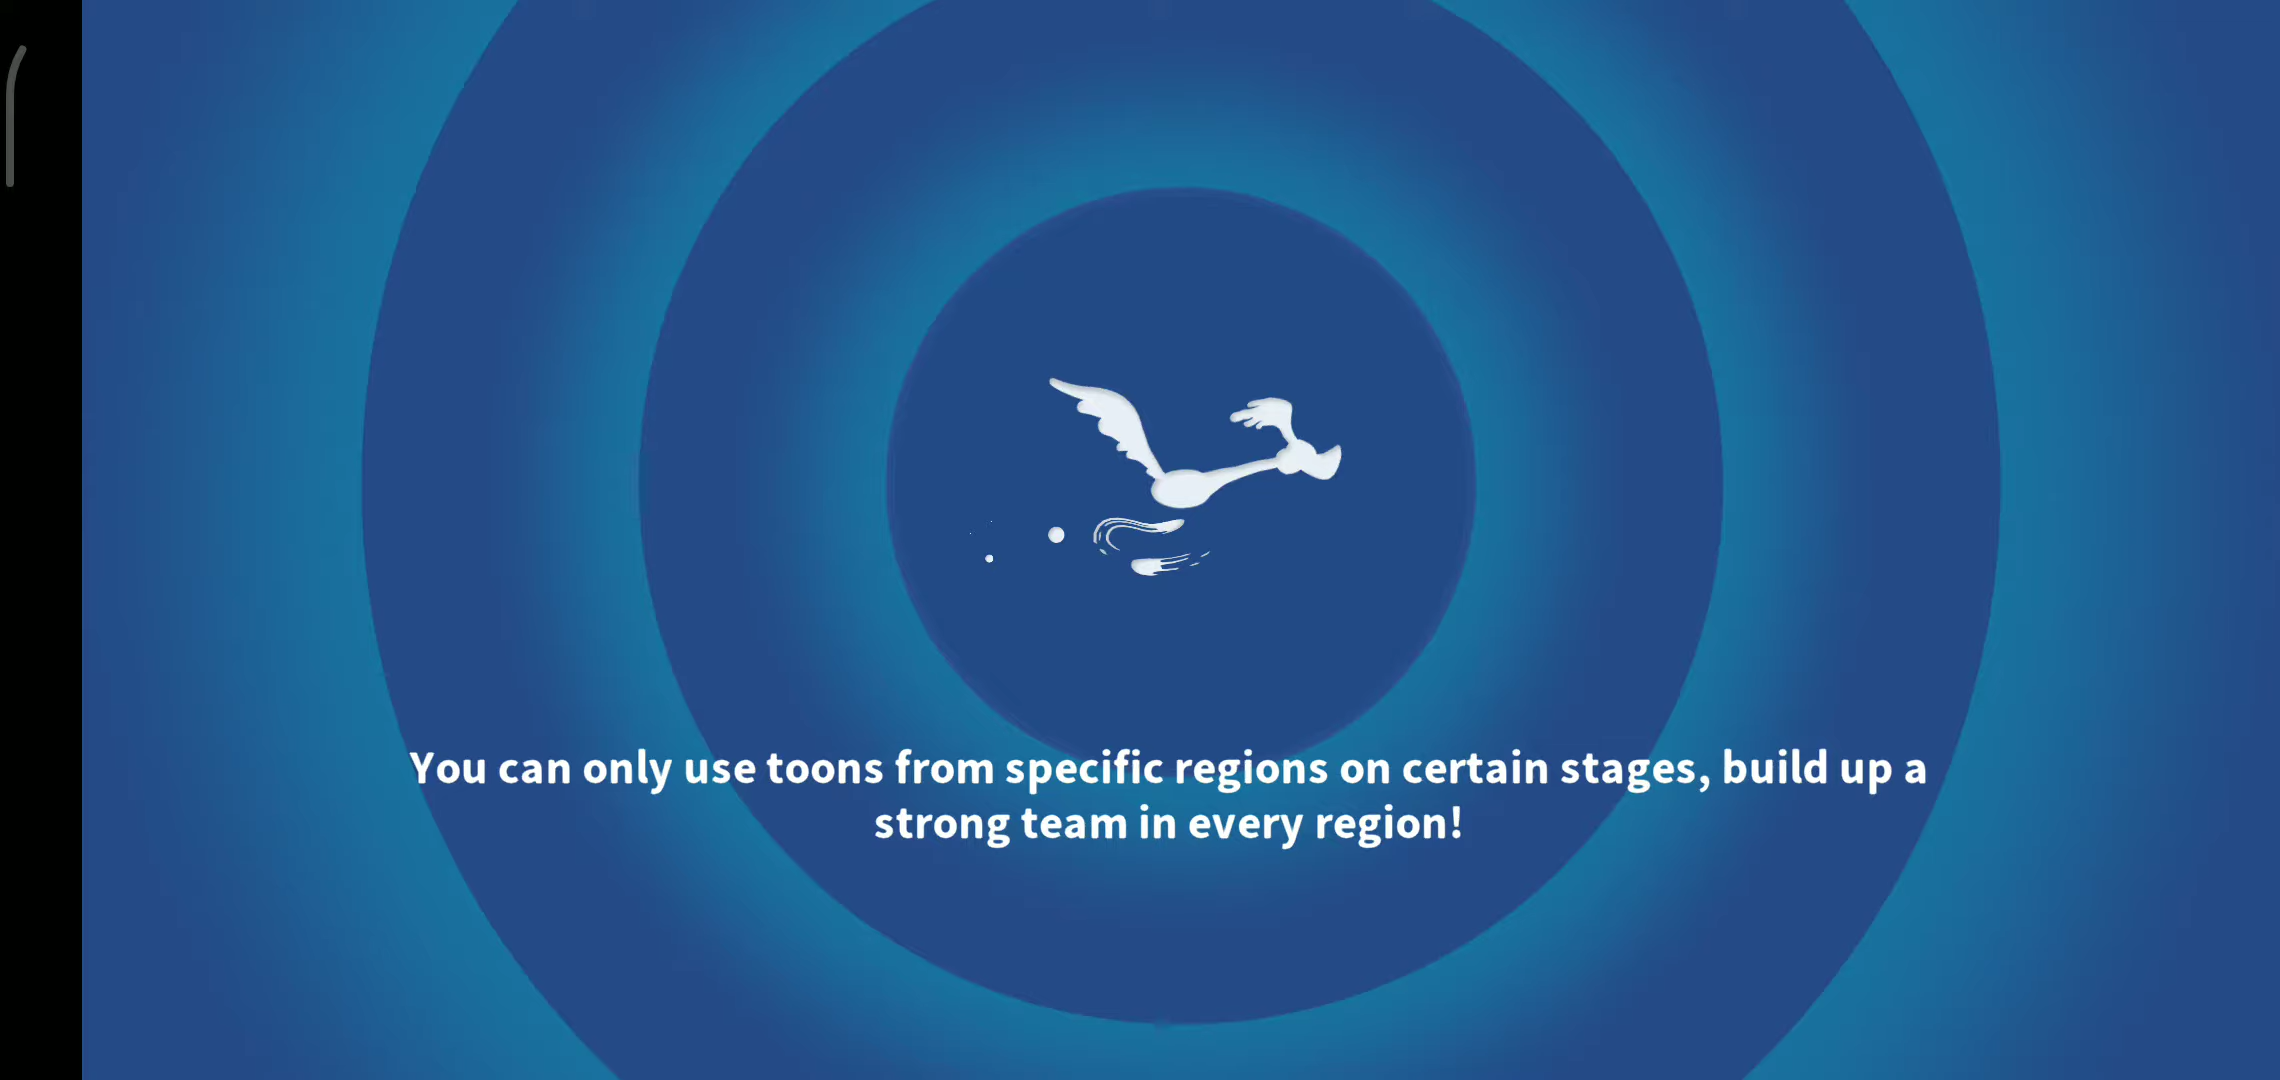 You can only use toons from specific regions on certain stages, build up a
strong team in every region!